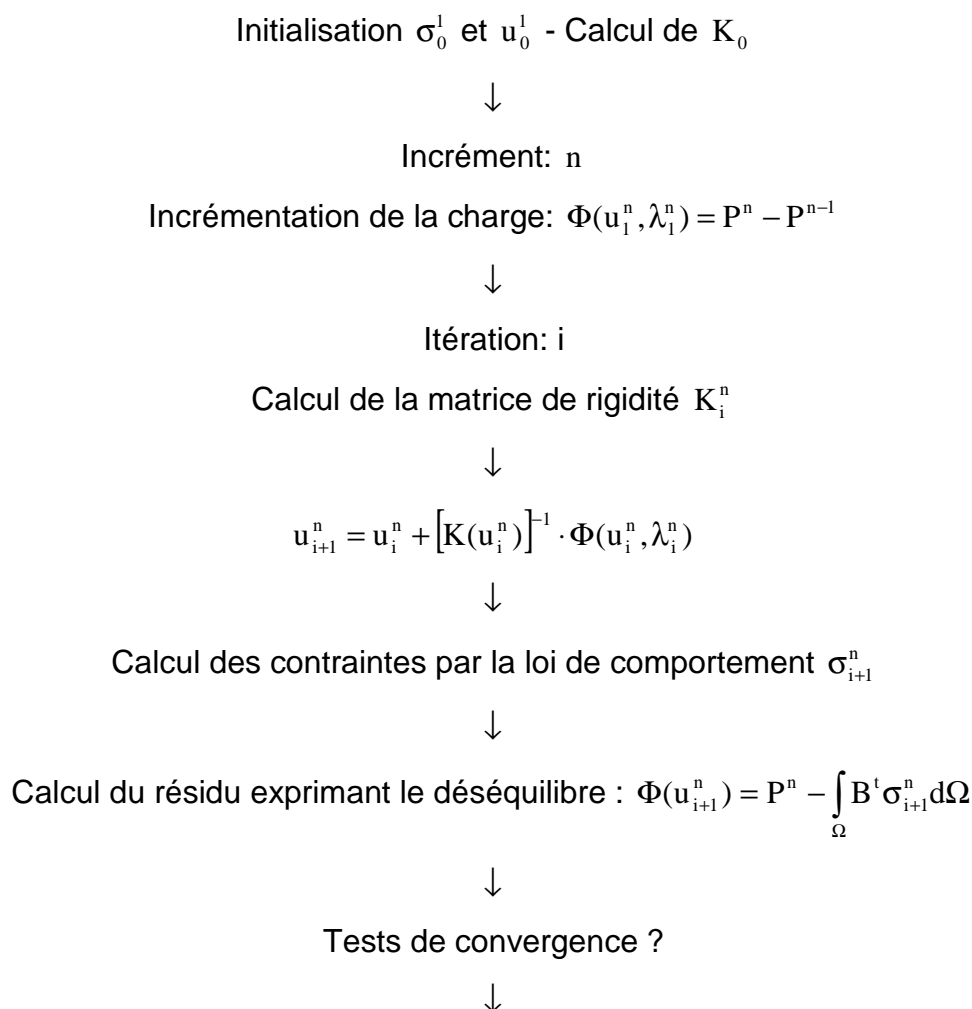 Initialisation σ₀¹ et u₀¹ - Calcul de K₀
↓
Incrément: n
Incrémentation de la charge: Φ(u₁ⁿ,λ₁ⁿ) = Pⁿ − Pⁿ⁻¹
↓
Itération: i
Calcul de la matrice de rigidité Kᵢⁿ
↓
uᵢ₊₁ⁿ = uᵢⁿ + [K(uᵢⁿ)]⁻¹ · Φ(uᵢⁿ,λᵢⁿ)
↓
Calcul des contraintes par la loi de comportement σᵢ₊₁ⁿ
↓
Calcul du résidu exprimant le déséquilibre : Φ(uᵢ₊₁ⁿ) = Pⁿ − ∫_Ω Bᵗσᵢ₊₁ⁿdΩ
↓
Tests de convergence ?
↓